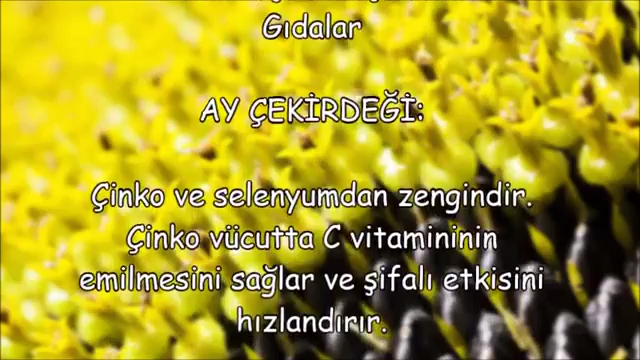 Gıdalar
AY ÇEKİRDEĞİ:
Çinko ve selenyumdan zengindir.
Çinko vücutta C vitamininin
emilmesini sağlar ve şifalı etkisini
hızlandırır.